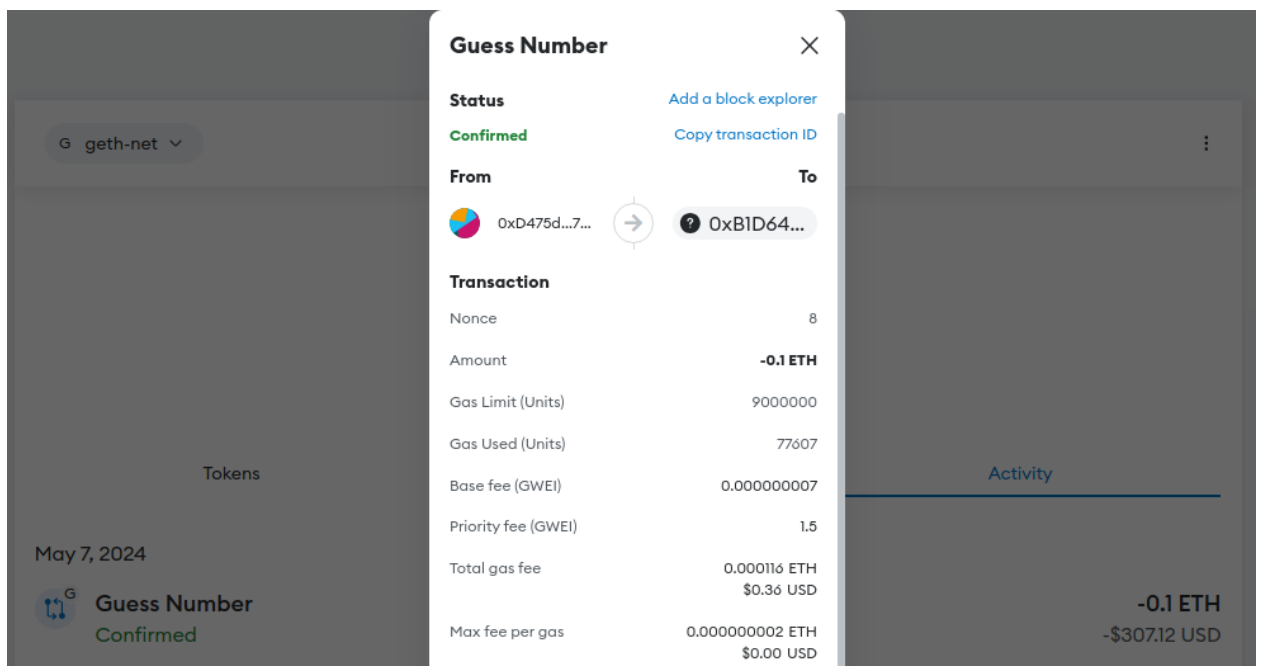 Guess Number
Status
Add a block explorer
Confirmed
Copy transaction ID
From
To
0xD475d...7...
0xB1D64...
Transaction
Nonce
8
Amount
-0.1 ETH
Gas Limit (Units)
9000000
Gas Used (Units)
77607
Base fee (GWEI)
0.000000007
Priority fee (GWEI)
1.5
Total gas fee
0.000116 ETH
$0.36 USD
Max fee per gas
0.000000002 ETH
$0.00 USD
G geth-net
Tokens
Activity
May 7, 2024
G
Guess Number
-0.1 ETH
Confirmed
-$307.12 USD